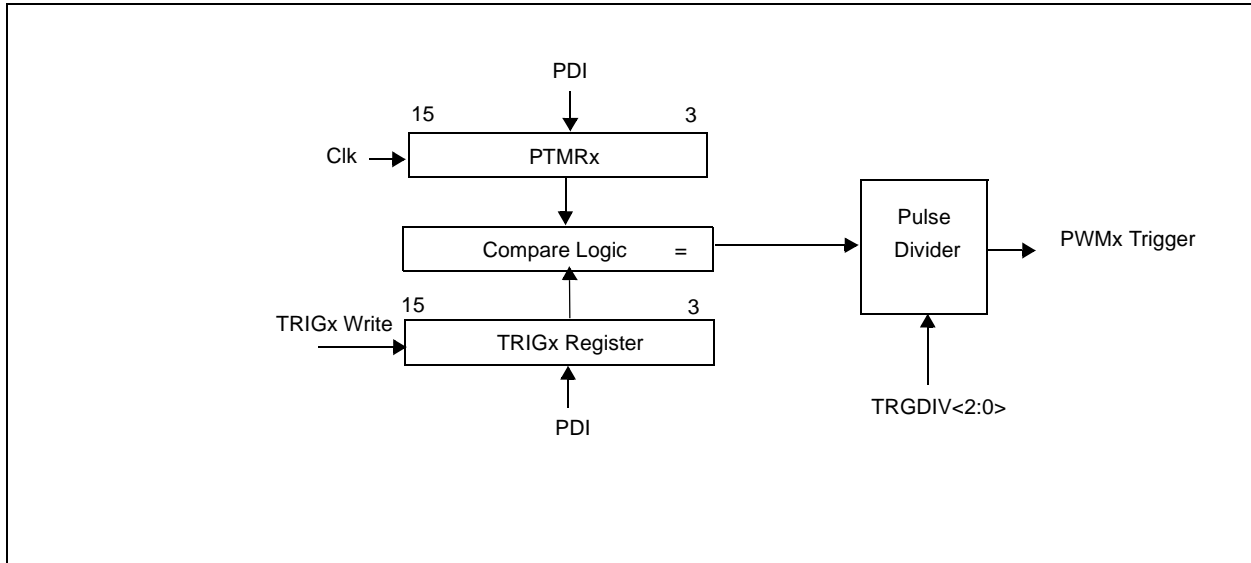 PDI
15 3
Clk
PTMRx
Compare Logic =
Pulse
Divider
PWMx Trigger
15 3
TRIGx Write
TRIGx Register
TRGDIV<2:0>
PDI